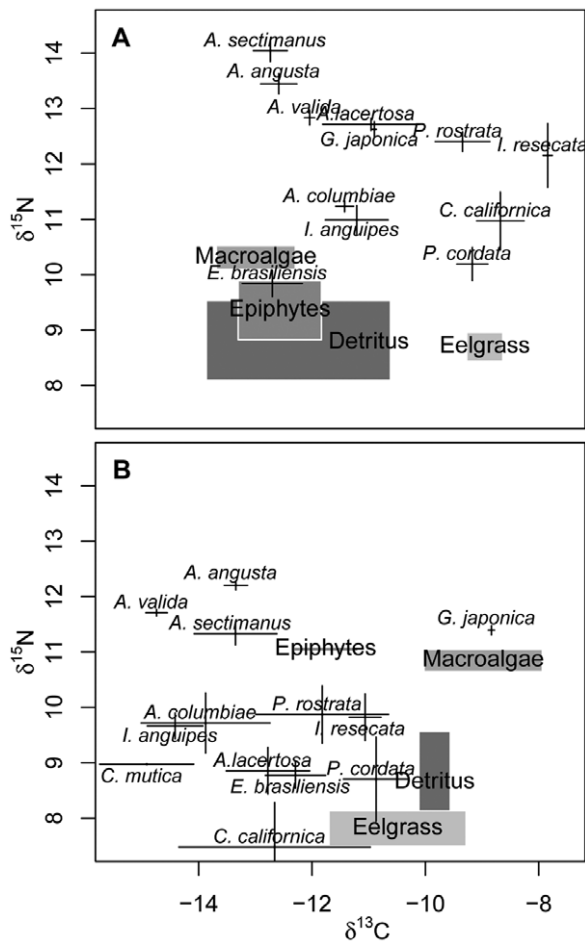 A
A. sectimanus
A. angusta
A. valida
A.lacertosa
G. japonica
P. rostrata
I. resecata
A. columbiae
I. anguipes
C. californica
P. cordata
Macroalgae
E. brasiliensis
Epiphytes
Detritus
Eelgrass
δ15N
14
13
12
11
10
9
8
B
A. angusta
A. valida
A. sectimanus
Epiphytes
G. japonica
Macroalgae
A. columbiae
I. anguipes
P. rostrata
I. resecata
C. mutica
A.lacertosa
E. brasiliensis
P. cordata
Detritus
C. californica
Eelgrass
δ15N
14
13
12
11
10
9
8
−14
−12
−10
−8
δ13C